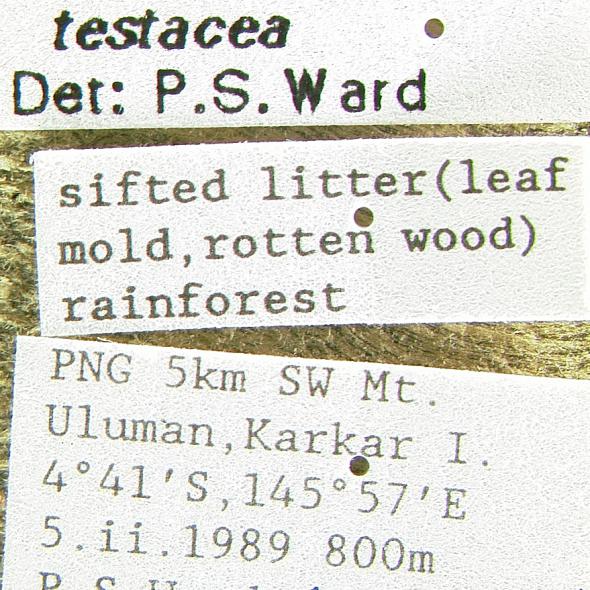 testacea
Det: P.S.Ward
sifted litter(leaf
mold,rotten wood)
rainforest
PNG 5km SW Mt.
Uluman,Karkar I.
4°41'S,145°57'E
5.ii.1989 800m
P.S.